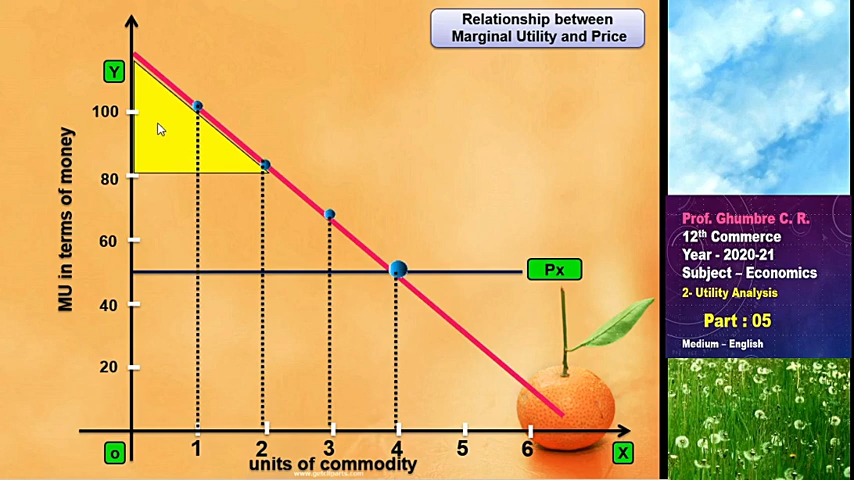 Relationship between
Marginal Utility and Price
Y
100
80
60
40
20
MU in terms of money
Px
o
1
2
3
4
5
6
X
units of commodity
Prof. Ghumbre C. R.
12th Commerce
Year - 2020-21
Subject – Economics
2- Utility Analysis
Part : 05
Medium – English